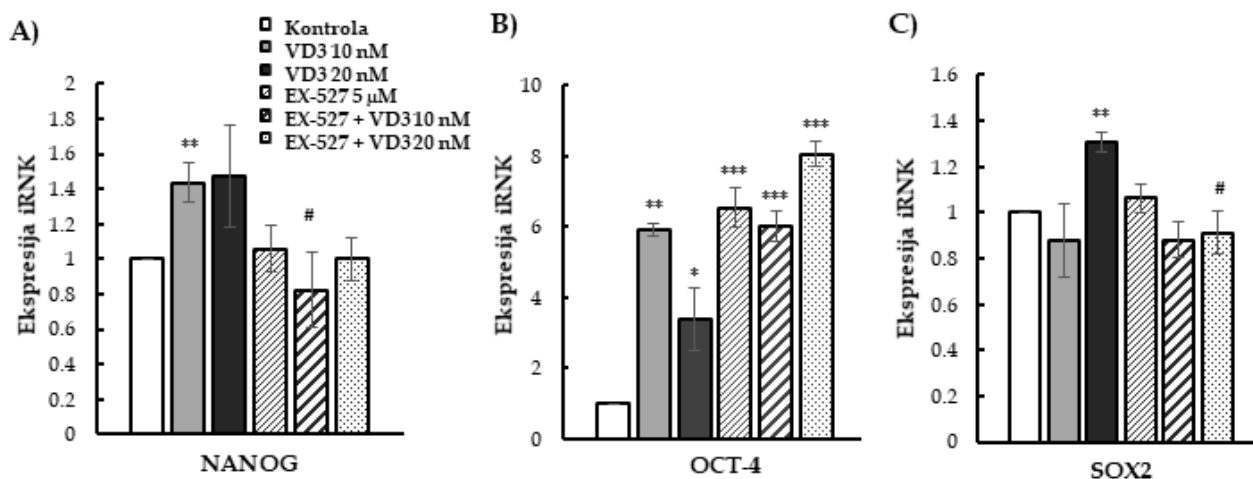 A)
Kontrola
VD3 10 nM
VD3 20 nM
EX-527 5 µM
EX-527 + VD3 10 nM
EX-527 + VD3 20 nM
Ekspresija iRNK
2
1.8
1.6
1.4
1.2
1
0.8
0.6
0.4
0.2
0
**
#
NANOG
B)
Ekspresija iRNK
10
8
6
4
2
0
**
*
***
***
***
OCT-4
C)
Ekspresija iRNK
1.6
1.4
1.2
1
0.8
0.6
0.4
0.2
0
**
#
SOX2